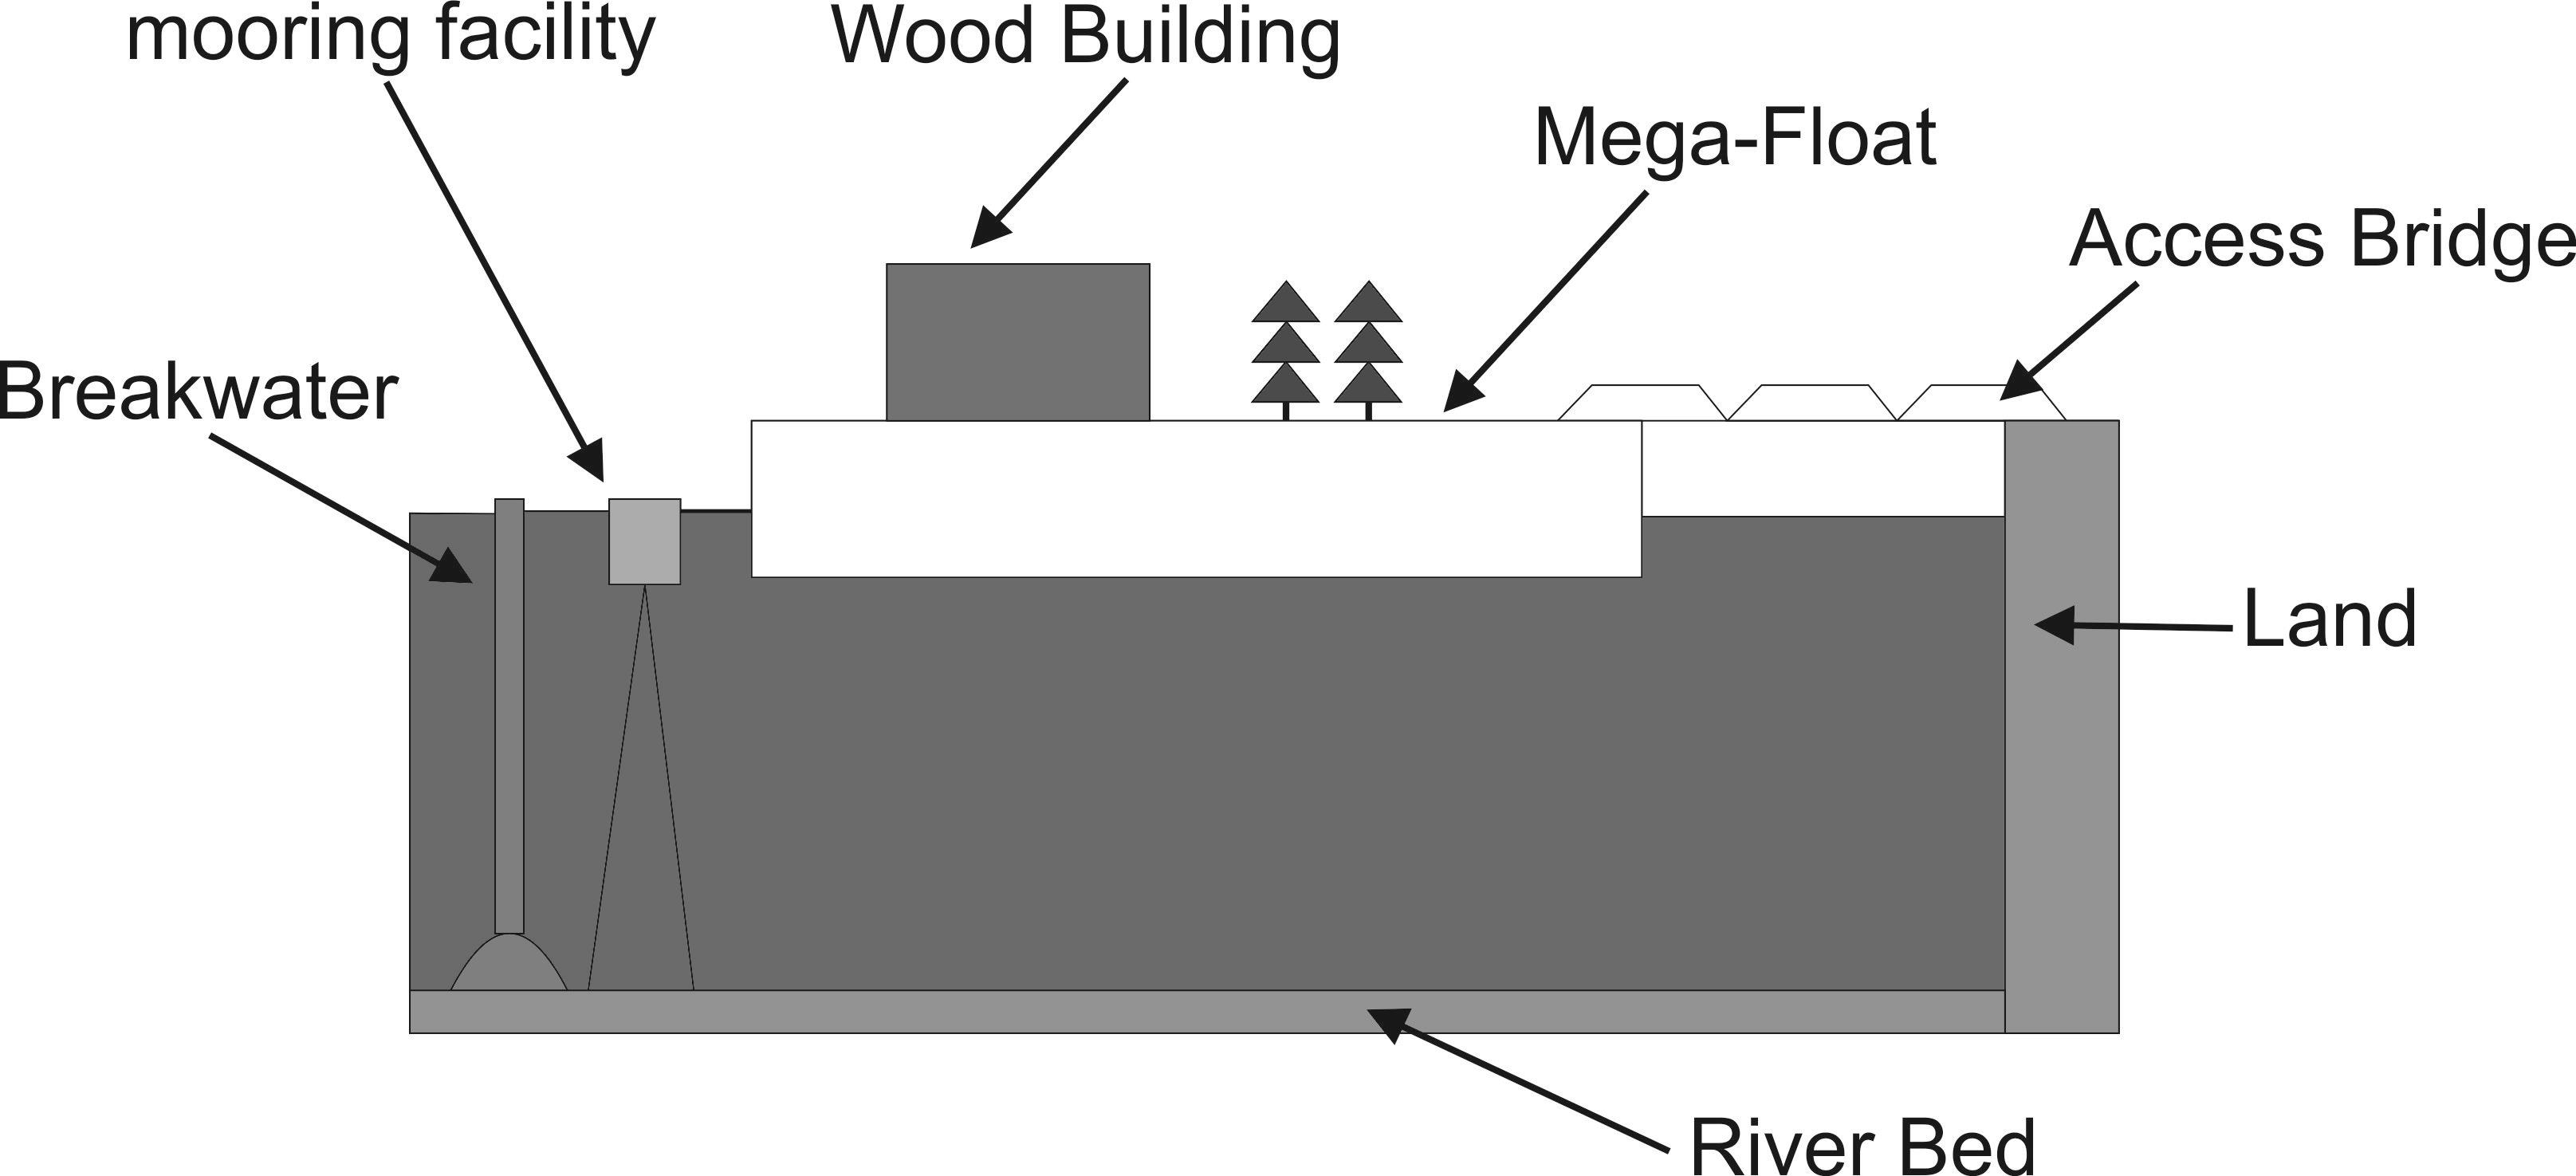 mooring facility
Wood Building
Mega-Float
Access Bridge
Breakwater
Land
River Bed